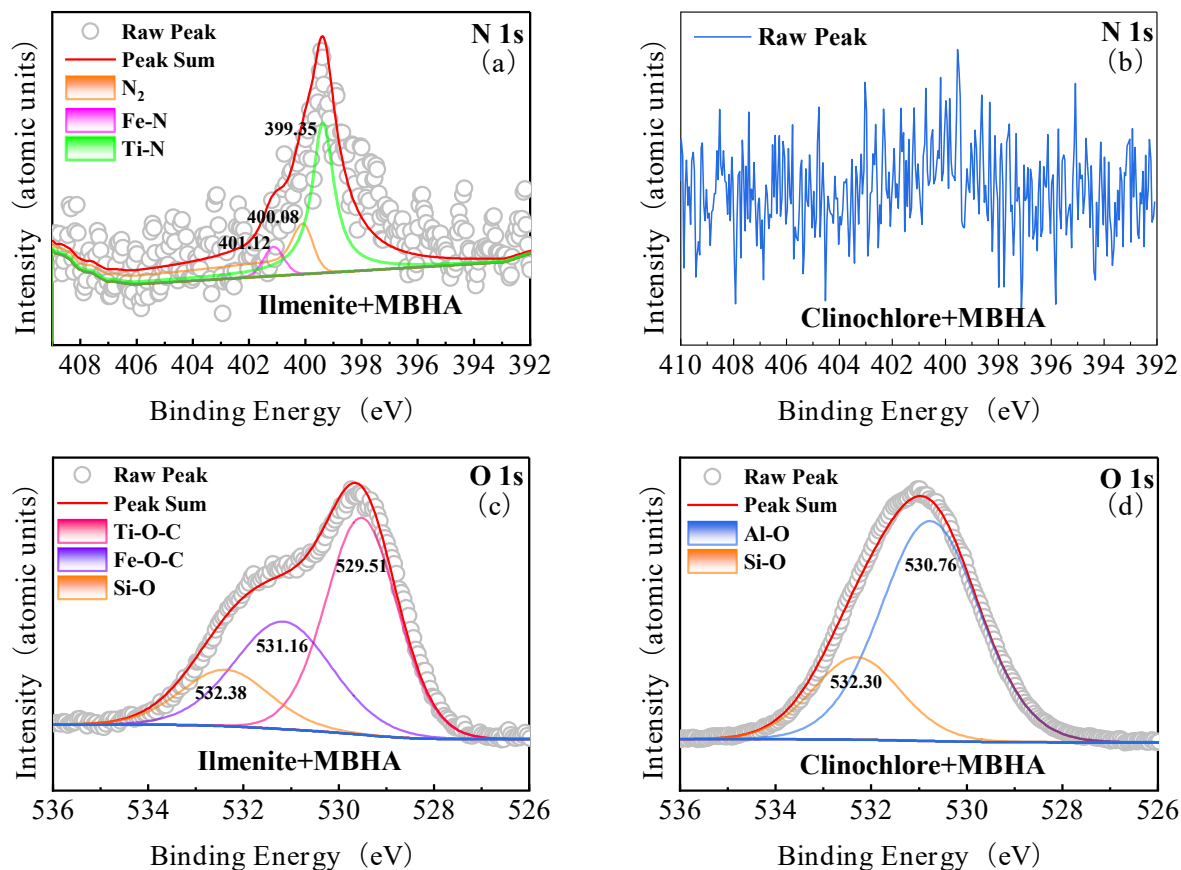 Raw Peak
Peak Sum
N₂
Fe-N
Ti-N
N 1s
(a)
399.35
400.08
401.12
Ilmenite+MBHA
408 406 404 402 400 398 396 394 392
Binding Energy (eV)
Intensity (atomic units)
Raw Peak
N 1s
(b)
Clinochlore+MBHA
410 408 406 404 402 400 398 396 394 392
Binding Energy (eV)
Intensity (atomic units)
Raw Peak
Peak Sum
Ti-O-C
Fe-O-C
Si-O
O 1s
(c)
529.51
531.16
532.38
Ilmenite+MBHA
536 534 532 530 528 526
Binding Energy (eV)
Intensity (atomic units)
Raw Peak
Peak Sum
Al-O
Si-O
O 1s
(d)
530.76
532.30
Clinochlore+MBHA
536 534 532 530 528 526
Binding Energy (eV)
Intensity (atomic units)